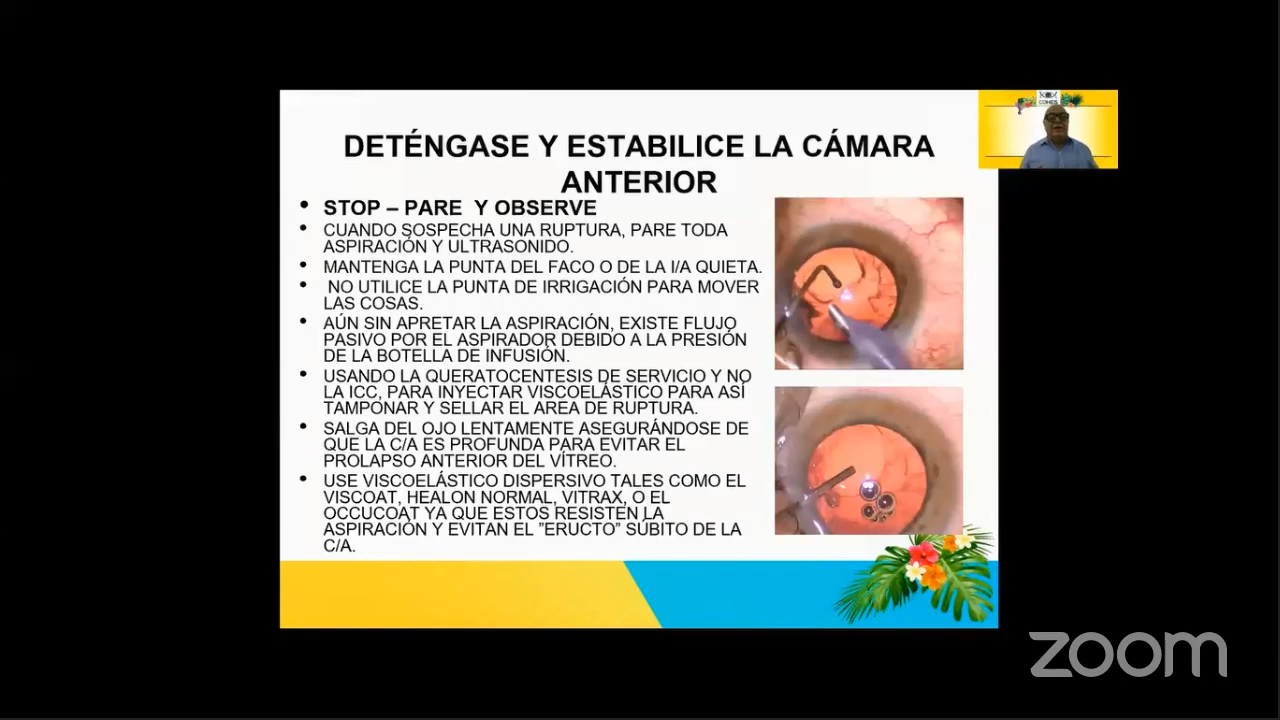 DETÉNGASE Y ESTABILICE LA CÁMARA
ANTERIOR
• STOP – PARE Y OBSERVE
• CUANDO SOSPECHA UNA RUPTURA, PARE TODA
ASPIRACIÓN Y ULTRASONIDO.
• MANTENGA LA PUNTA DEL FACO O DE LA I/A QUIETA.
• NO UTILICE LA PUNTA DE IRRIGACIÓN PARA MOVER
LAS COSAS.
• AÚN SIN APRETAR LA ASPIRACIÓN, EXISTE FLUJO
PASIVO POR EL ASPIRADOR DEBIDO A LA PRESIÓN
DE LA BOTELLA DE INFUSIÓN.
• USANDO LA QUERATOCENTESIS DE SERVICIO Y NO
LA ICC, PARA INYECTAR VISCOELÁSTICO PARA ASÍ
TAMPONAR Y SELLAR EL AREA DE RUPTURA.
• SALGA DEL OJO LENTAMENTE ASEGURÁNDOSE DE
QUE LA C/A ES PROFUNDA PARA EVITAR EL
PROLAPSO ANTERIOR DEL VÍTREO.
• USE VISCOELÁSTICO DISPERSIVO TALES COMO EL
VISCOAT, HEALON NORMAL, VITRAX, O EL
OCCUCOAT YA QUE ESTOS RESISTEN LA
ASPIRACIÓN Y EVITAN EL "ERUCTO" SÚBITO DE LA
C/A.
zoom